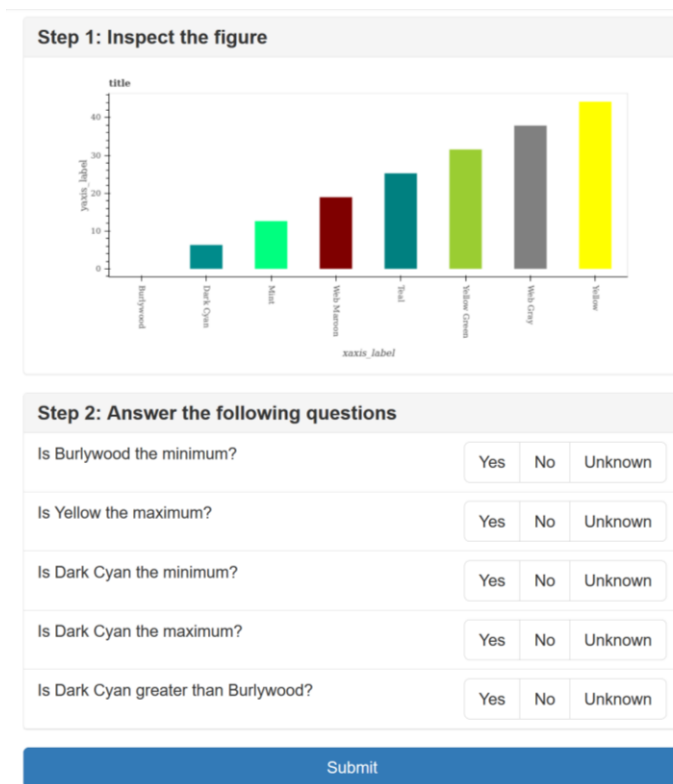 Step 1: Inspect the figure
title
40
30
20
10
0
yaxis_label
Burlywood
Dark Cyan
Mint
Web Maroon
Teal
Yellow Green
Web Gray
Yellow
xaxis_label
Step 2: Answer the following questions
Is Burlywood the minimum? Yes No Unknown
Is Yellow the maximum? Yes No Unknown
Is Dark Cyan the minimum? Yes No Unknown
Is Dark Cyan the maximum? Yes No Unknown
Is Dark Cyan greater than Burlywood? Yes No Unknown
Submit